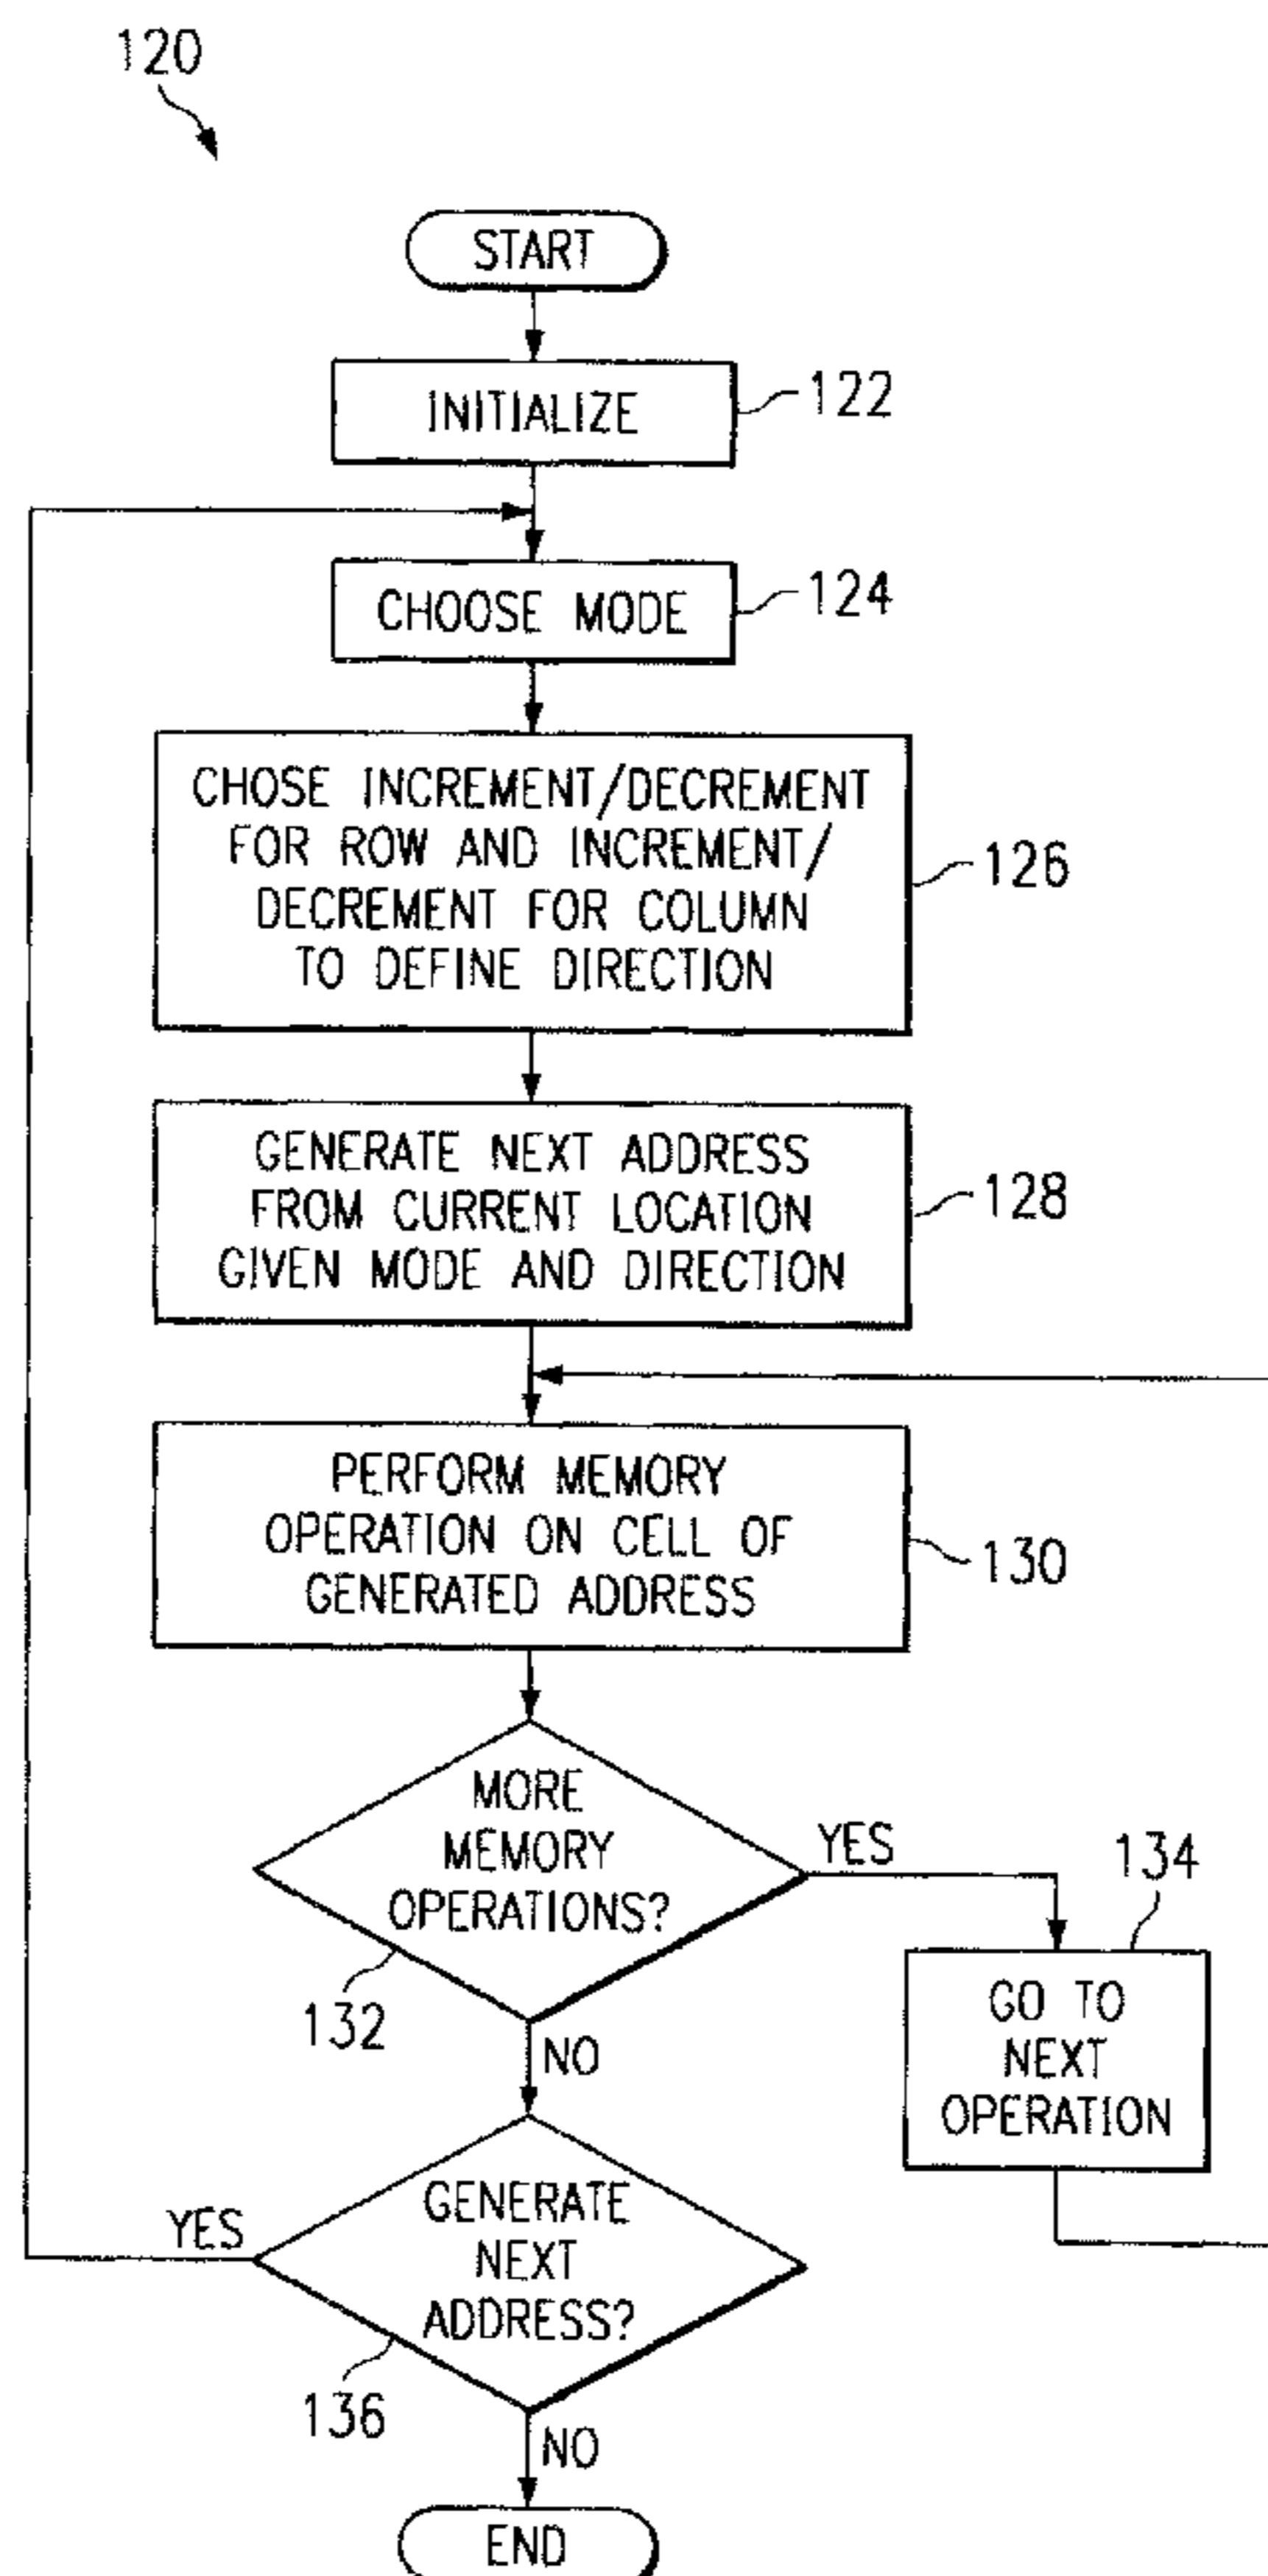 120
START
INITIALIZE
122
CHOOSE MODE
124
CHOSE INCREMENT/DECREMENT
FOR ROW AND INCREMENT/
DECREMENT FOR COLUMN
TO DEFINE DIRECTION
126
GENERATE NEXT ADDRESS
FROM CURRENT LOCATION
GIVEN MODE AND DIRECTION
128
PERFORM MEMORY
OPERATION ON CELL OF
GENERATED ADDRESS
130
MORE
MEMORY
OPERATIONS?
132
YES
134
GO TO
NEXT
OPERATION
NO
GENERATE
NEXT
ADDRESS?
136
YES
NO
END